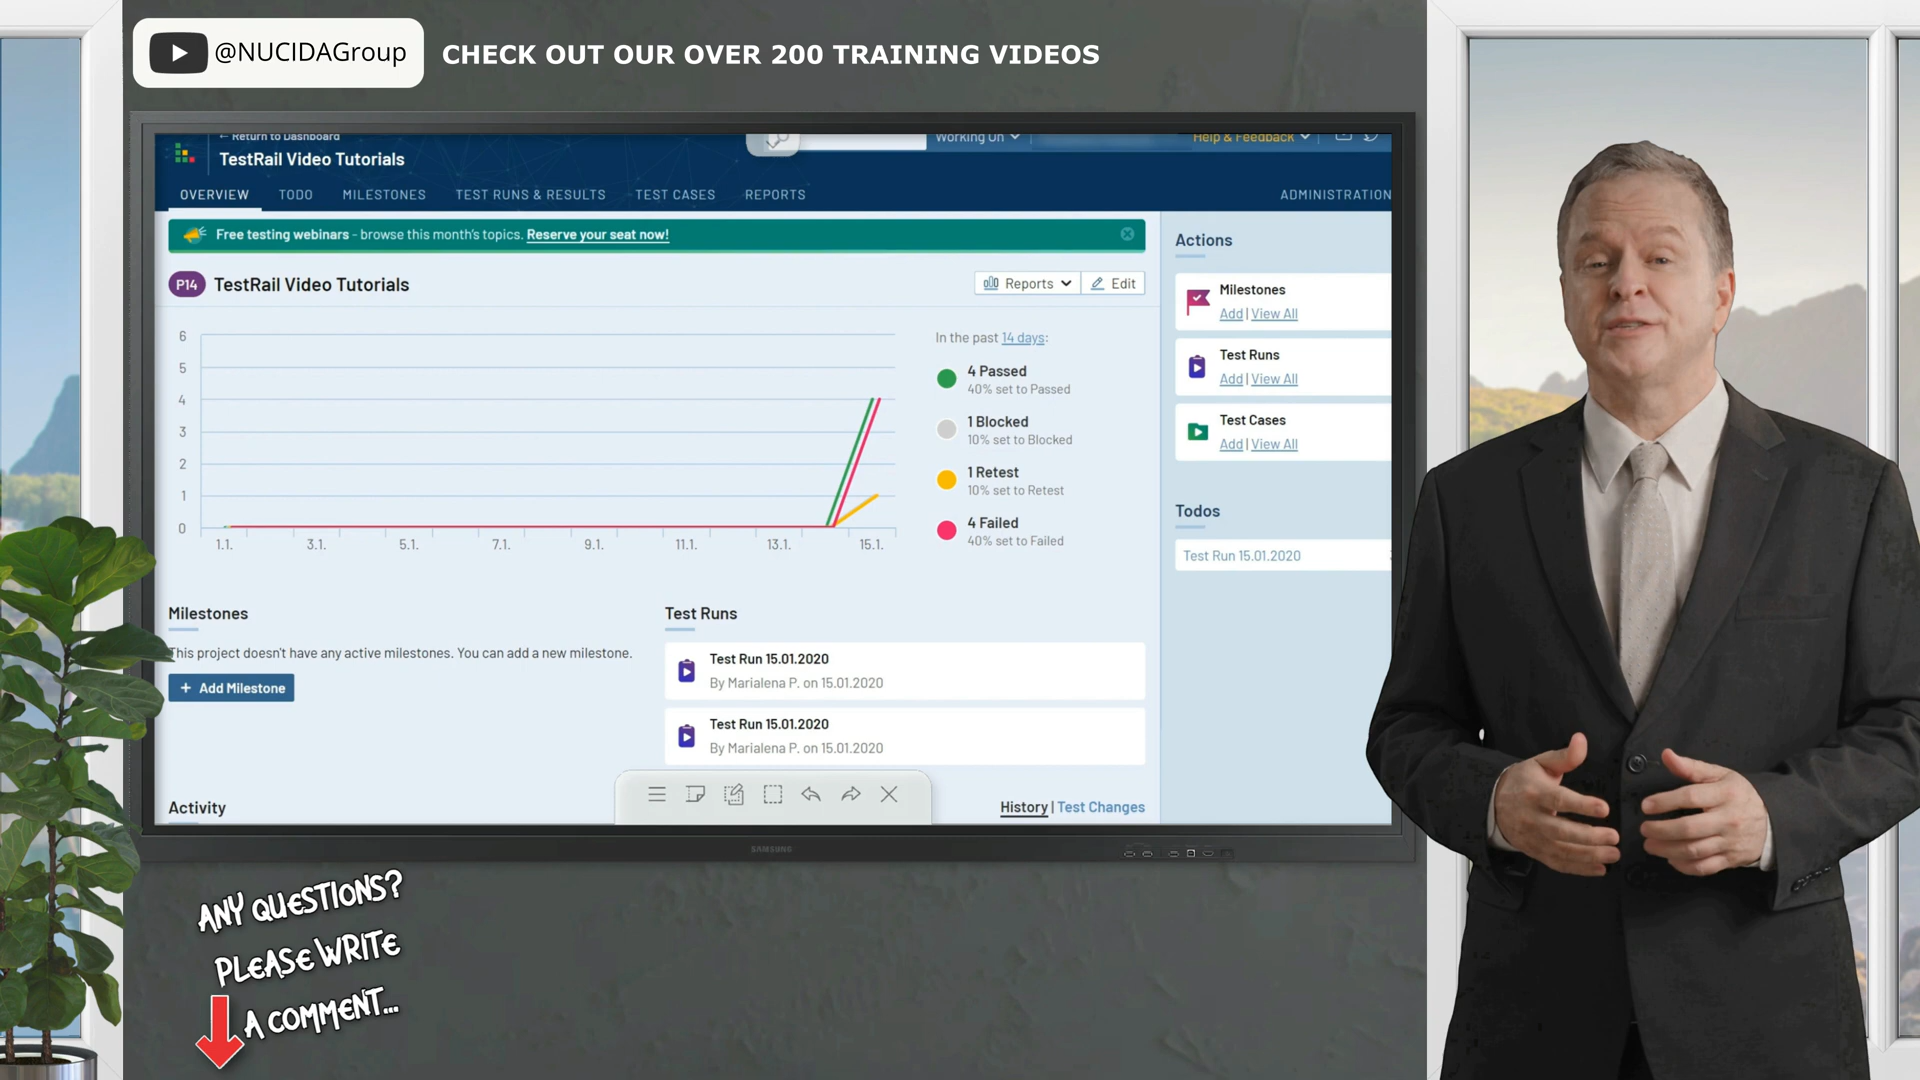 @NUCIDAGroup
CHECK OUT OUR OVER 200 TRAINING VIDEOS
← Return to Dashboard
Working On
Help & Feedback
TestRail Video Tutorials
OVERVIEW
TODO
MILESTONES
TEST RUNS & RESULTS
TEST CASES
REPORTS
ADMINISTRATION
Free testing webinars - browse this month's topics. Reserve your seat now!
P14
TestRail Video Tutorials
Reports
Edit
6
5
4
3
2
1
0
1.1.
3.1.
5.1.
7.1.
9.1.
11.1.
13.1.
15.1.
In the past 14 days:
4 Passed
40% set to Passed
1 Blocked
10% set to Blocked
1 Retest
10% set to Retest
4 Failed
40% set to Failed
Actions
Milestones
Add | View All
Test Runs
Add | View All
Test Cases
Add | View All
Todos
Test Run 15.01.2020
Milestones
This project doesn't have any active milestones. You can add a new milestone.
+ Add Milestone
Test Runs
Test Run 15.01.2020
By Marialena P. on 15.01.2020
Test Run 15.01.2020
By Marialena P. on 15.01.2020
Activity
History | Test Changes
SAMSUNG
ANY QUESTIONS?
PLEASE WRITE
A COMMENT...